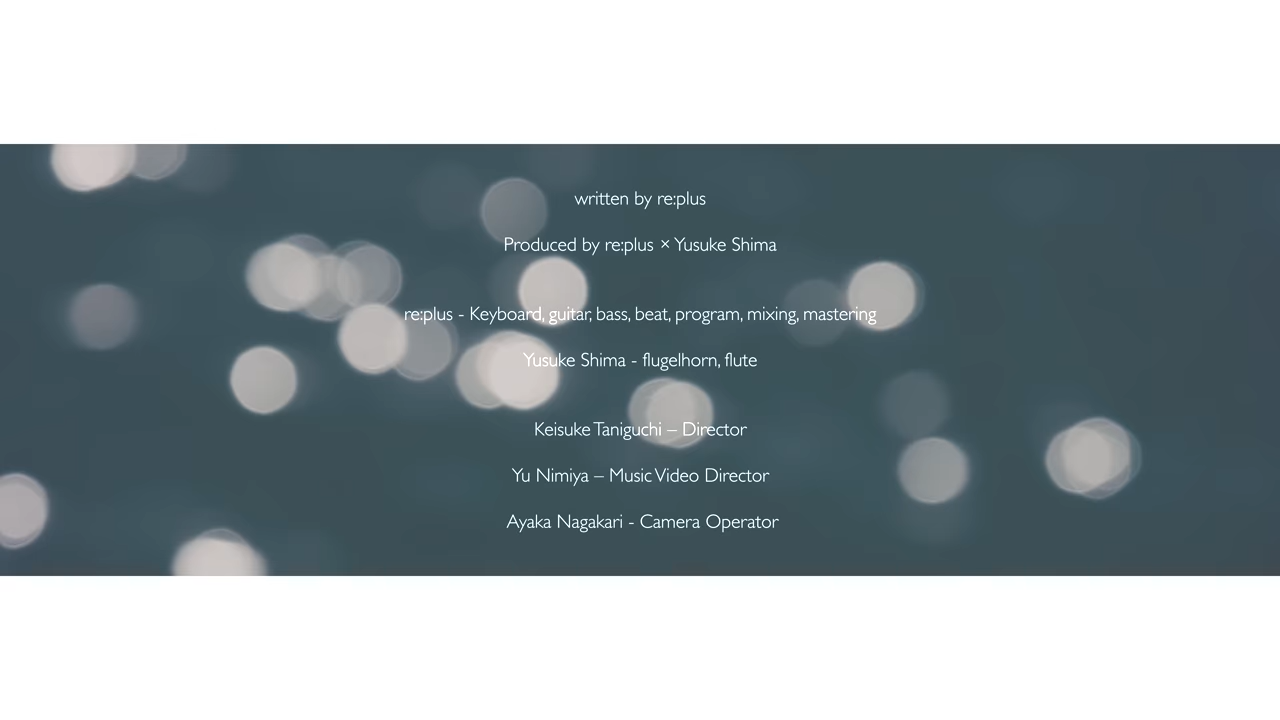 written by re:plus
Produced by re:plus × Yusuke Shima
re:plus - Keyboard, guitar, bass, beat, program, mixing, mastering
Yusuke Shima - flugelhorn, flute
Keisuke Taniguchi – Director
Yu Nimiya – Music Video Director
Ayaka Nagakari - Camera Operator